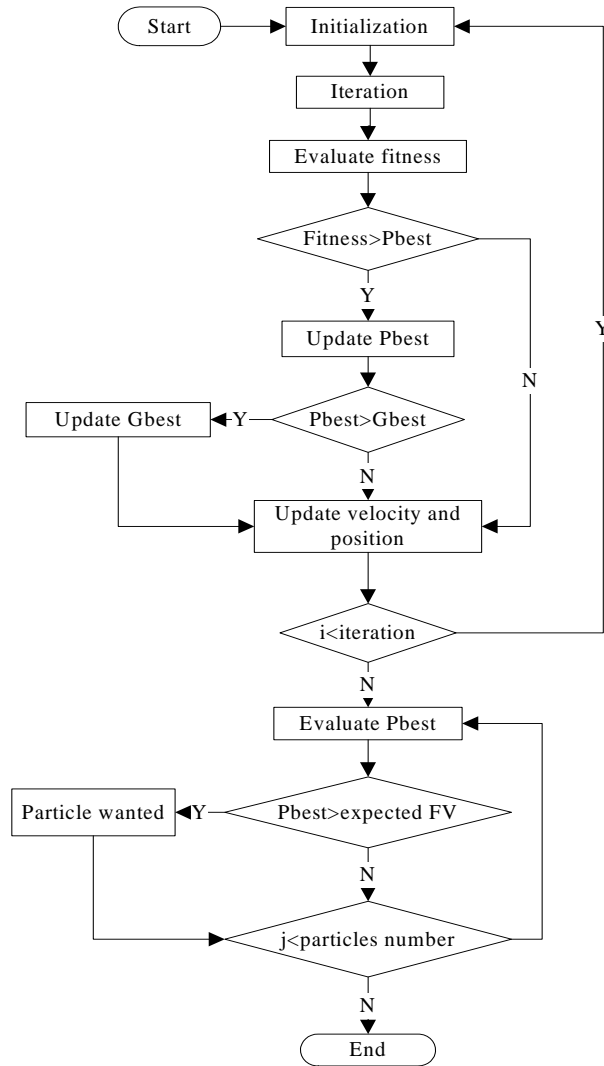 Start
Initialization
Iteration
Evaluate fitness
Fitness>Pbest
Y
Y
Update Pbest
N
Update Gbest
Y
Pbest>Gbest
N
Update velocity and
position
i<iteration
N
Evaluate Pbest
Particle wanted
Y
Pbest>expected FV
N
j<particles number
N
End